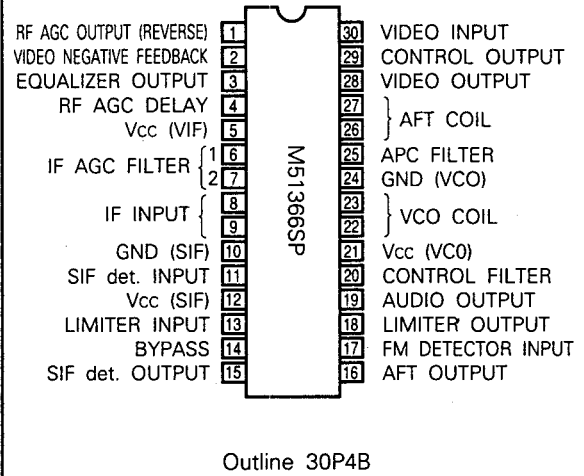 RF AGC OUTPUT (REVERSE) 1 30 VIDEO INPUT
VIDEO NEGATIVE FEEDBACK 2 29 CONTROL OUTPUT
EQUALIZER OUTPUT 3 28 VIDEO OUTPUT
RF AGC DELAY 4 27
AFT COIL
Vcc (VIF) 5 26
IF AGC FILTER
1 6 25 APC FILTER
2 7 24 GND (VCO)
IF INPUT
8 23
VCO COIL
9 22
GND (SIF) 10 21 Vcc (VC0)
SIF det. INPUT 11 20 CONTROL FILTER
Vcc (SIF) 12 19 AUDIO OUTPUT
LIMITER INPUT 13 18 LIMITER OUTPUT
BYPASS 14 17 FM DETECTOR INPUT
SIF det. OUTPUT 15 16 AFT OUTPUT
M51366SP
Outline 30P4B